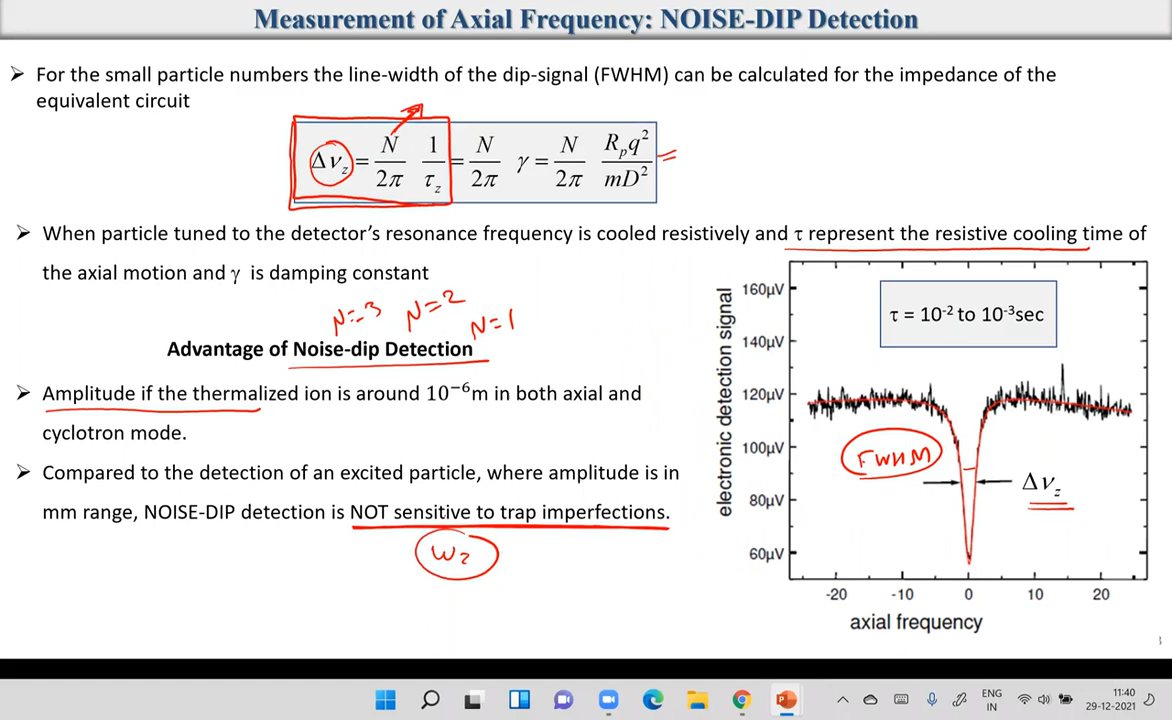 Measurement of Axial Frequency: NOISE-DIP Detection
➢ For the small particle numbers the line-width of the dip-signal (FWHM) can be calculated for the impedance of the
equivalent circuit
Δν_z = N/2π 1/τ_z = N/2π γ = N/2π R_p q²/mD² =
➢ When particle tuned to the detector's resonance frequency is cooled resistively and τ represent the resistive cooling time of
the axial motion and γ is damping constant
N=3 N=2 N=1
Advantage of Noise-dip Detection
➢ Amplitude if the thermalized ion is around 10⁻⁶m in both axial and
cyclotron mode.
➢ Compared to the detection of an excited particle, where amplitude is in
mm range, NOISE-DIP detection is NOT sensitive to trap imperfections.
ωz
electronic detection signal
160μV
140μV
120μV
100μV
80μV
60μV
τ = 10⁻² to 10⁻³sec
FWHM
Δν_z
-20 -10 0 10 20
axial frequency
ENG
IN
11:40
29-12-2021